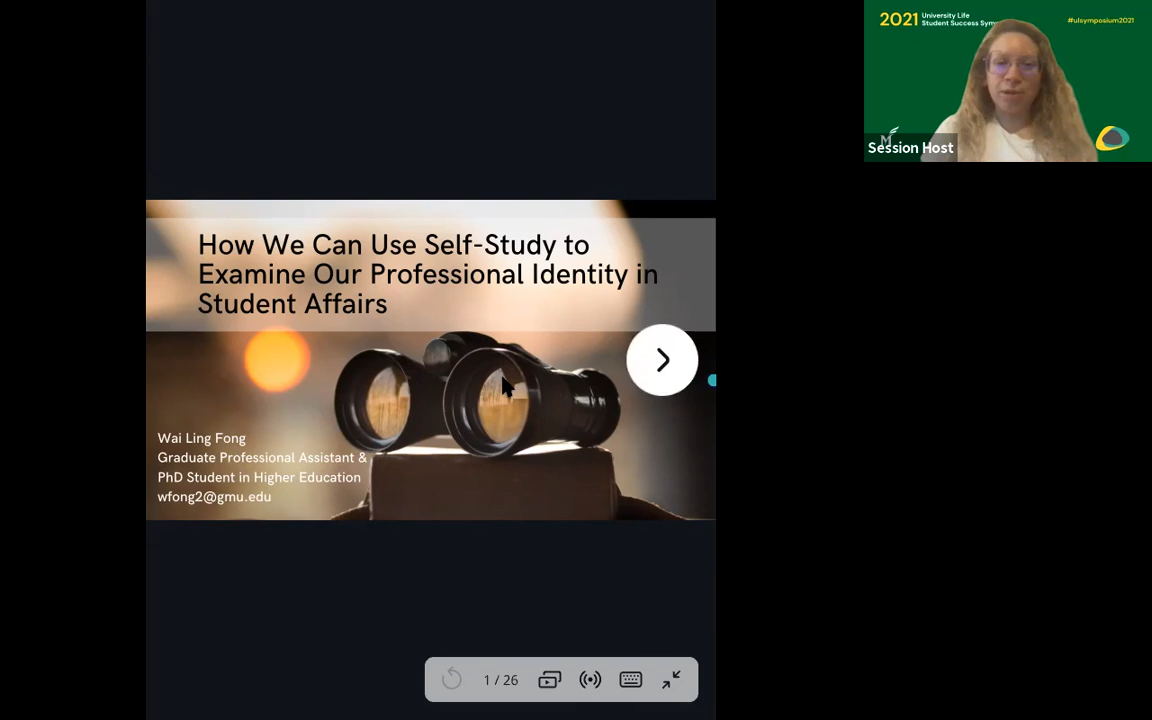 2021
University Life
Student Success Sym
#ulsymposium2021
M
Session Host
How We Can Use Self-Study to
Examine Our Professional Identity in
Student Affairs
Wai Ling Fong
Graduate Professional Assistant &
PhD Student in Higher Education
wfong2@gmu.edu
1 / 26